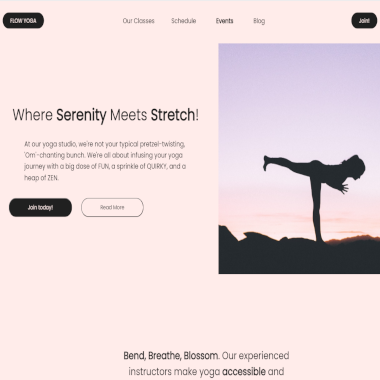 FLOW YOGA
Our Classes
Schedule
Events
Blog
Join!
Where Serenity Meets Stretch!
At our yoga studio, we're not your typical pretzel-twisting,
'Om'-chanting bunch. We're all about infusing your yoga
journey with a big dose of FUN, a sprinkle of QUIRKY, and a
heap of ZEN.
Join today!
Read More
Bend, Breathe, Blossom. Our experienced
instructors make yoga accessible and